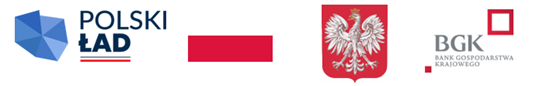 POLSKI
ŁAD
BGK
BANK GOSPODARSTWA
KRAJOWEGO